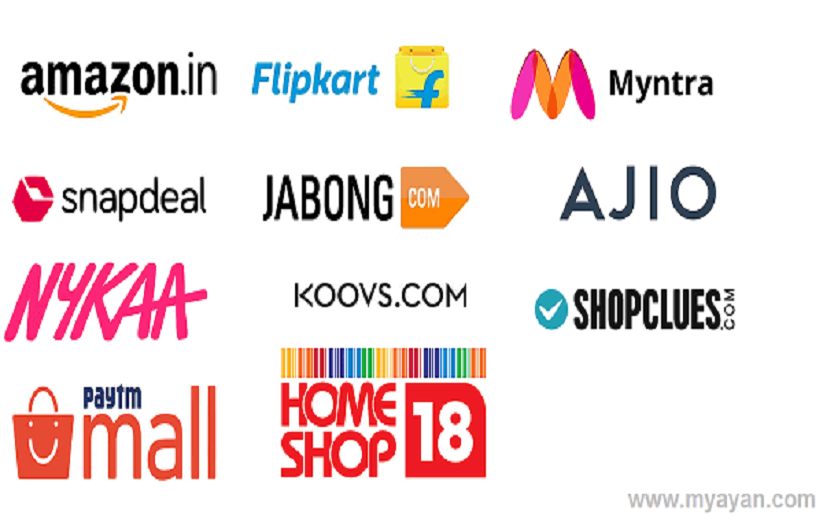 amazon.in
Flipkart f
Myntra
snapdeal
JABONG COM
AJIO
NYKAA
KOOVS.COM
SHOPCLUES.COM
paytm
mall
HOME
SHOP 18
www.myayan.com